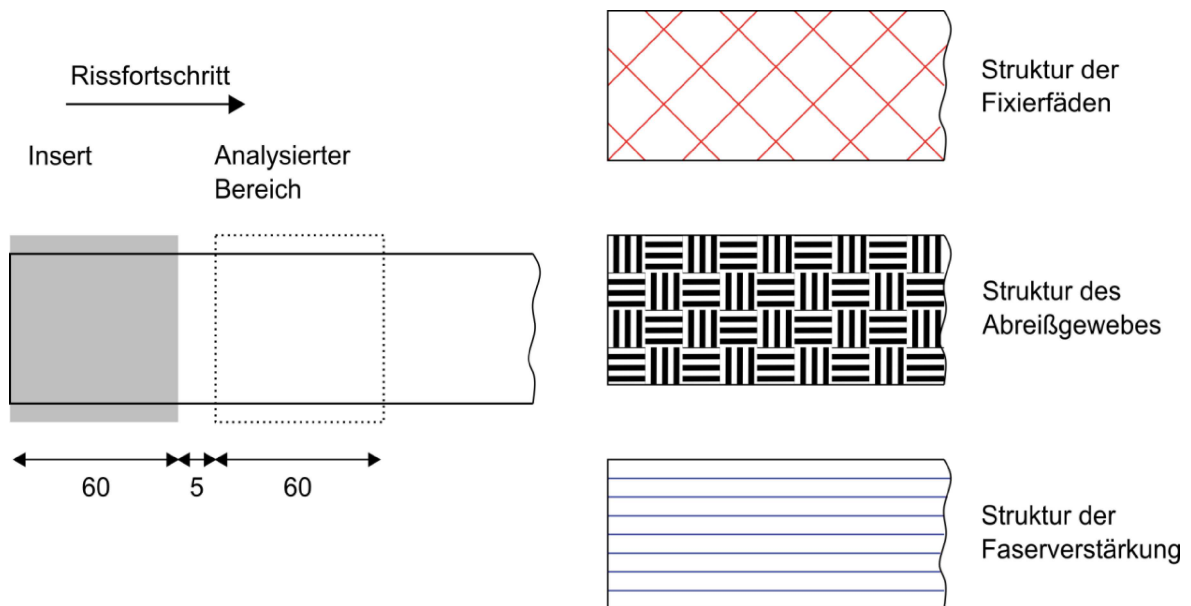 Rissfortschritt
Insert
Analysierter
Bereich
60
5
60
Struktur der
Fixierfäden
Struktur des
Abreißgewebes
Struktur der
Faserverstärkung